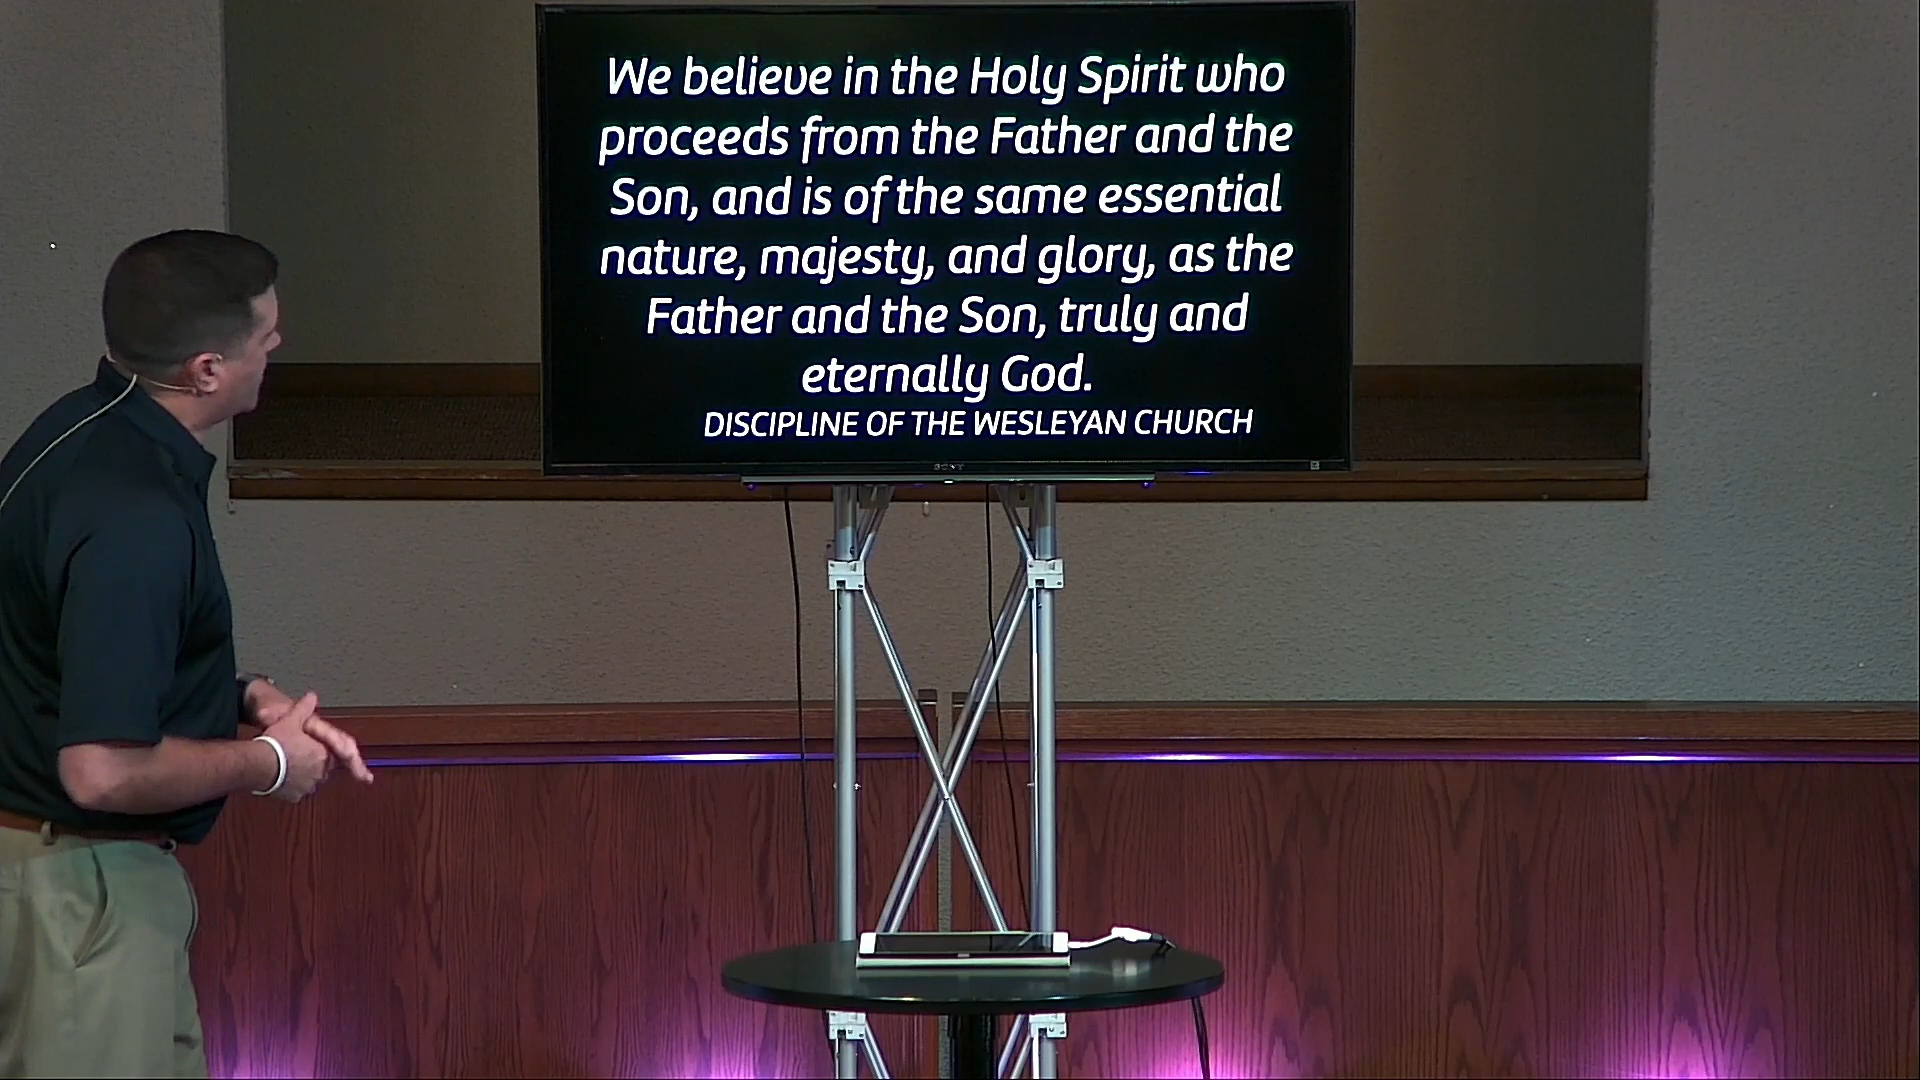 We believe in the Holy Spirit who
proceeds from the Father and the
Son, and is of the same essential
nature, majesty, and glory, as the
Father and the Son, truly and
eternally God.
DISCIPLINE OF THE WESLEYAN CHURCH
SONY